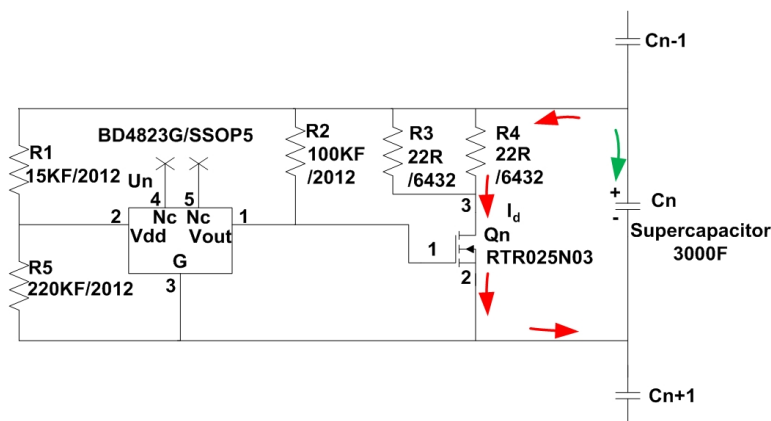 Cn-1
BD4823G/SSOP5
R1
15KF/2012
Un
4 5
Nc Nc
2
Vdd Vout
1
G
3
R5
220KF/2012
R2
100KF
/2012
R3
22R
/6432
R4
22R
/6432
3
Id
Qn
1
RTR025N03
2
+
Cn
-
Supercapacitor
3000F
Cn+1